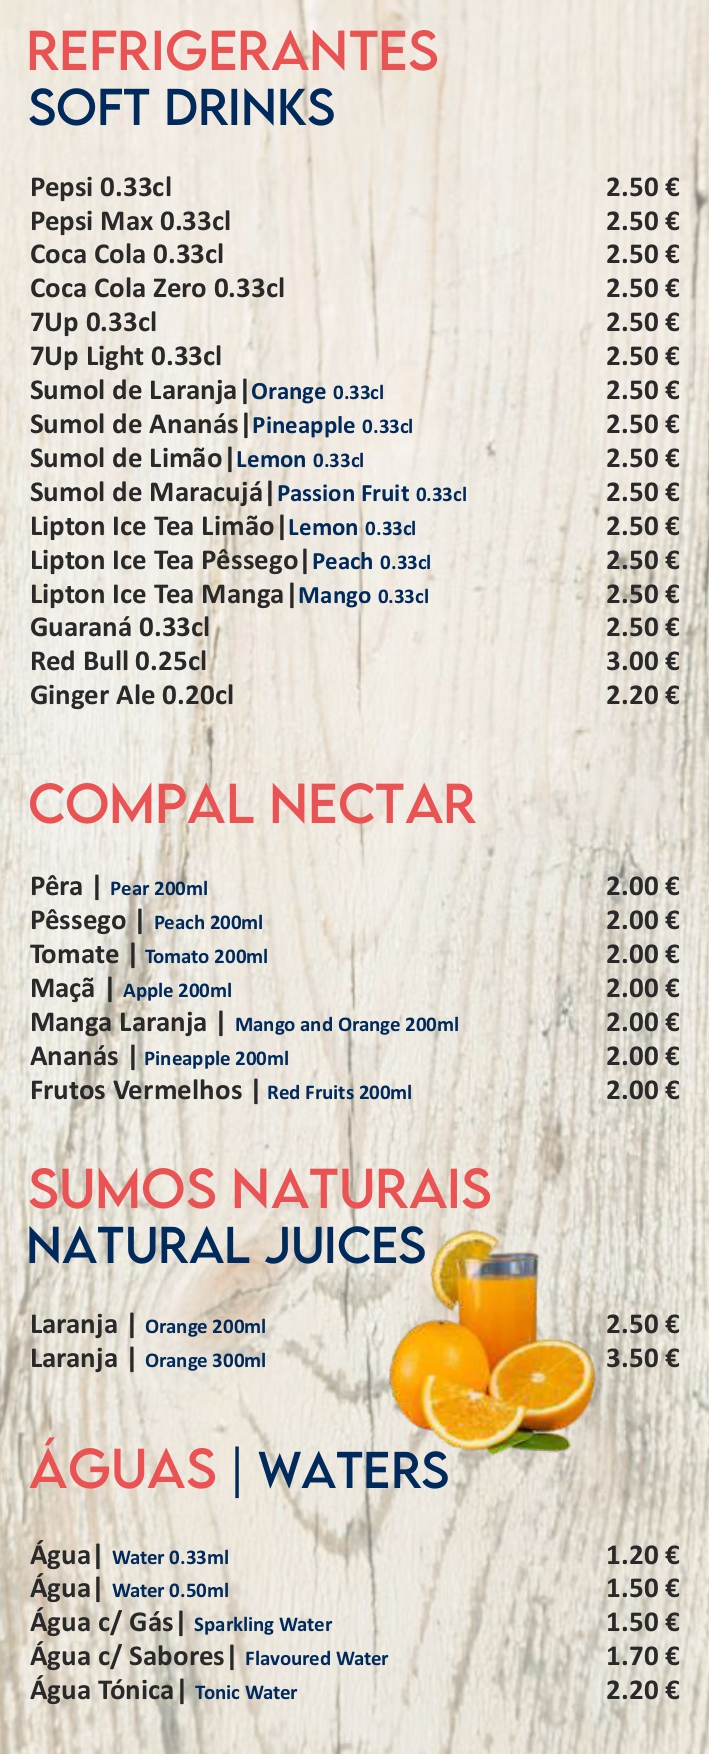 REFRIGERANTES
SOFT DRINKS
Pepsi 0.33cl 2.50 €
Pepsi Max 0.33cl 2.50 €
Coca Cola 0.33cl 2.50 €
Coca Cola Zero 0.33cl 2.50 €
7Up 0.33cl 2.50 €
7Up Light 0.33cl 2.50 €
Sumol de Laranja|Orange 0.33cl 2.50 €
Sumol de Ananás|Pineapple 0.33cl 2.50 €
Sumol de Limão|Lemon 0.33cl 2.50 €
Sumol de Maracujá|Passion Fruit 0.33cl 2.50 €
Lipton Ice Tea Limão|Lemon 0.33cl 2.50 €
Lipton Ice Tea Pêssego|Peach 0.33cl 2.50 €
Lipton Ice Tea Manga|Mango 0.33cl 2.50 €
Guaraná 0.33cl 2.50 €
Red Bull 0.25cl 3.00 €
Ginger Ale 0.20cl 2.20 €
COMPAL NECTAR
Pêra | Pear 200ml 2.00 €
Pêssego | Peach 200ml 2.00 €
Tomate | Tomato 200ml 2.00 €
Maçã | Apple 200ml 2.00 €
Manga Laranja | Mango and Orange 200ml 2.00 €
Ananás | Pineapple 200ml 2.00 €
Frutos Vermelhos | Red Fruits 200ml 2.00 €
SUMOS NATURAIS
NATURAL JUICES
Laranja | Orange 200ml 2.50 €
Laranja | Orange 300ml 3.50 €
ÁGUAS | WATERS
Água| Water 0.33ml 1.20 €
Água| Water 0.50ml 1.50 €
Água c/ Gás| Sparkling Water 1.50 €
Água c/ Sabores| Flavoured Water 1.70 €
Água Tónica| Tonic Water 2.20 €